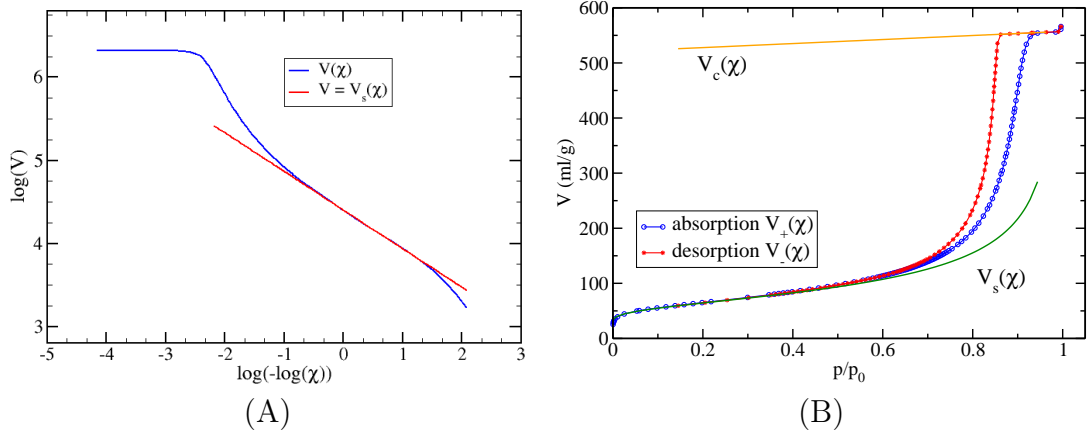 6
5
4
3
log(V)
V(χ)
V = V_s(χ)
-5 -4 -3 -2 -1 0 1 2 3
log(-log(χ))
(A)
600
500
400
300
200
100
0
V (ml/g)
V_c(χ)
absorption V_+(χ)
desorption V_-(χ)
V_s(χ)
0 0.2 0.4 0.6 0.8 1
p/p_0
(B)